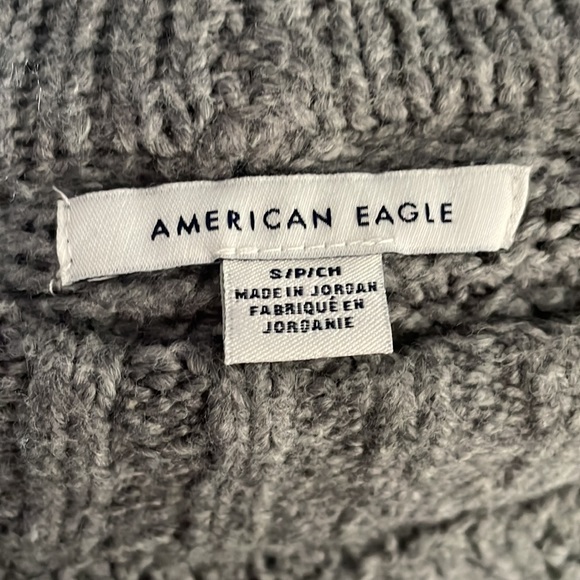 AMERICAN EAGLE
S/P/CH
MADE IN JORDAN
FABRIQUÉ EN
JORDANIE